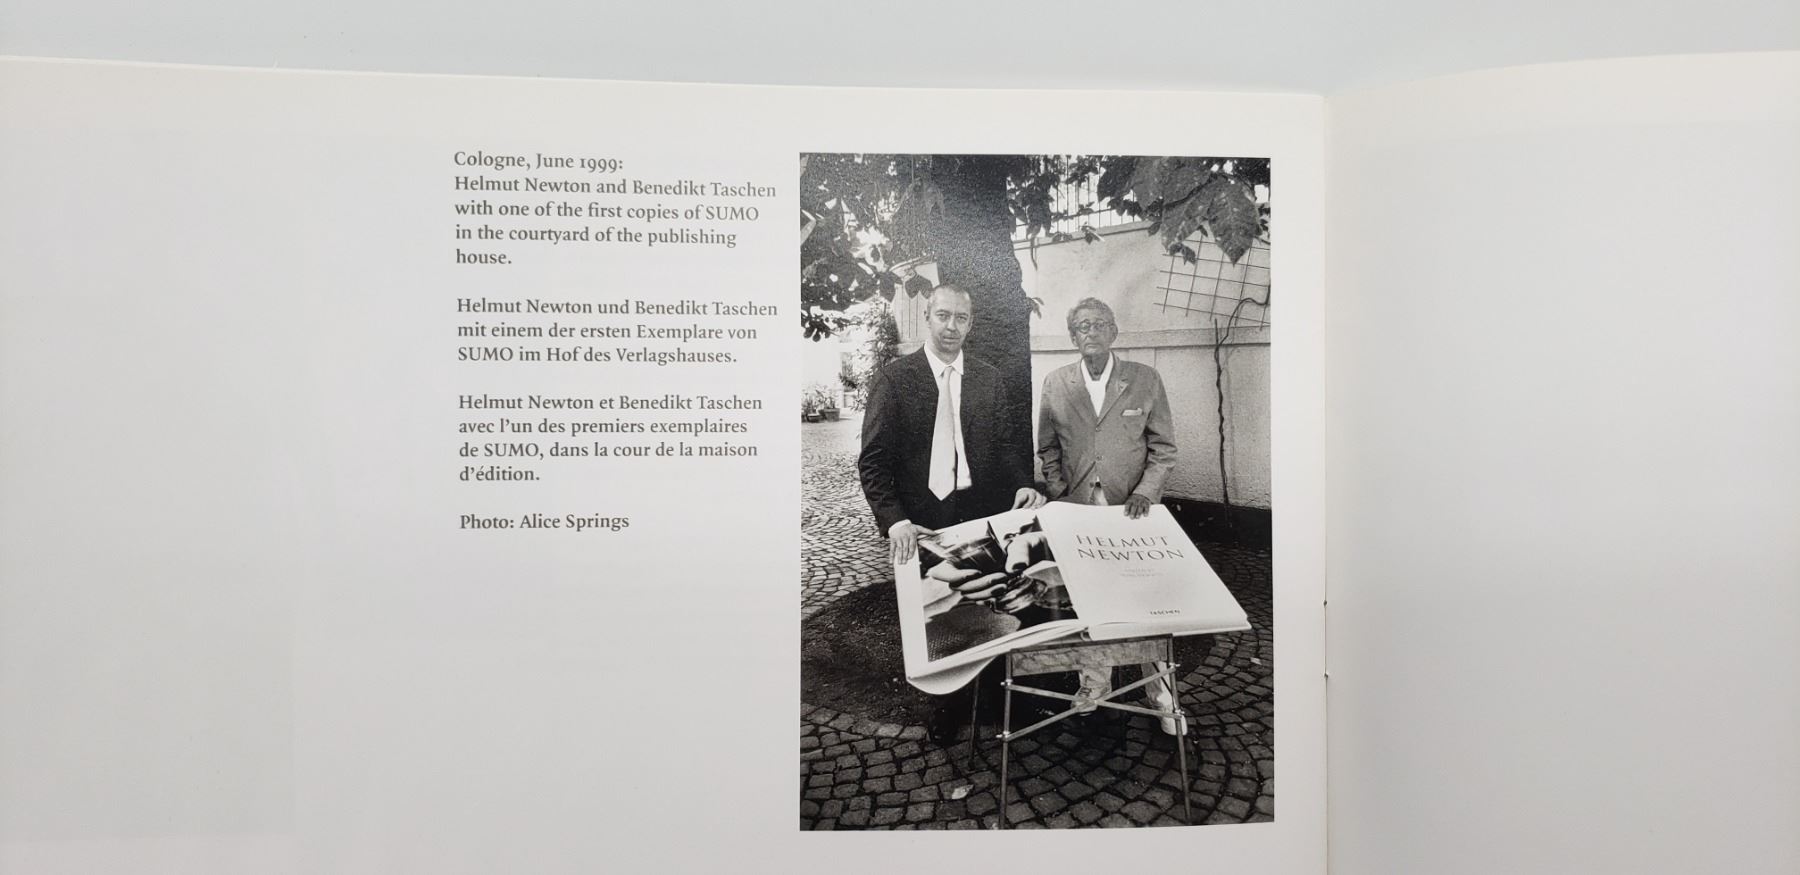 Cologne, June 1999:
Helmut Newton and Benedikt Taschen
with one of the first copies of SUMO
in the courtyard of the publishing
house.
Helmut Newton und Benedikt Taschen
mit einem der ersten Exemplare von
SUMO im Hof des Verlagshauses.
Helmut Newton et Benedikt Taschen
avec l’un des premiers exemplaires
de SUMO, dans la cour de la maison
d’édition.
Photo: Alice Springs
HELMUT
NEWTON
TASCHEN